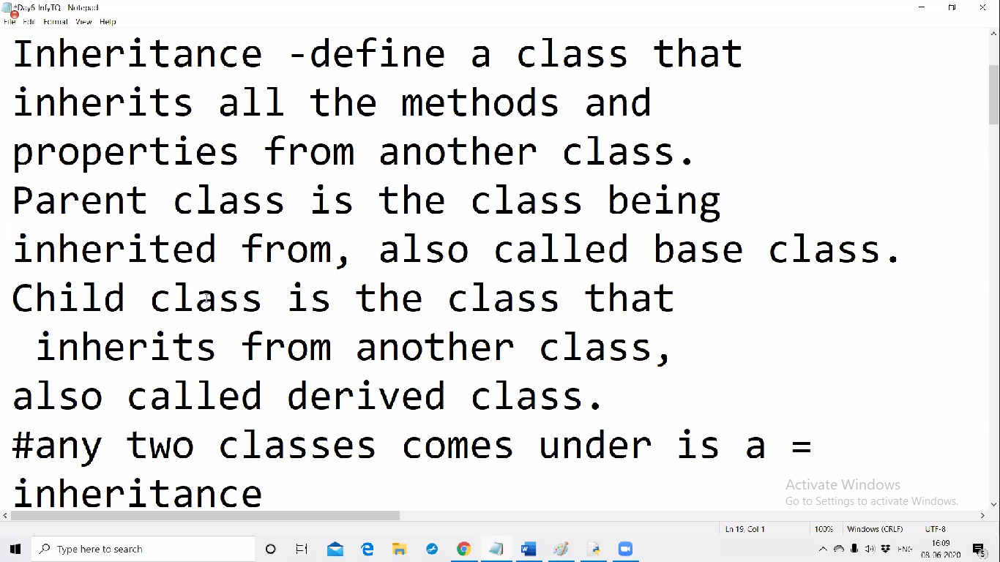 *Day6-InfyTQ - Notepad
File Edit Format View Help
Inheritance -define a class that
inherits all the methods and
properties from another class.
Parent class is the class being
inherited from, also called base class.
Child class is the class that
inherits from another class,
also called derived class.
#any two classes comes under is a =
inheritance
Activate Windows
Go to Settings to activate Windows.
Ln 19, Col 1 100% Windows (CRLF) UTF-8
Type here to search
ENG
16:09
08-06-2020
5